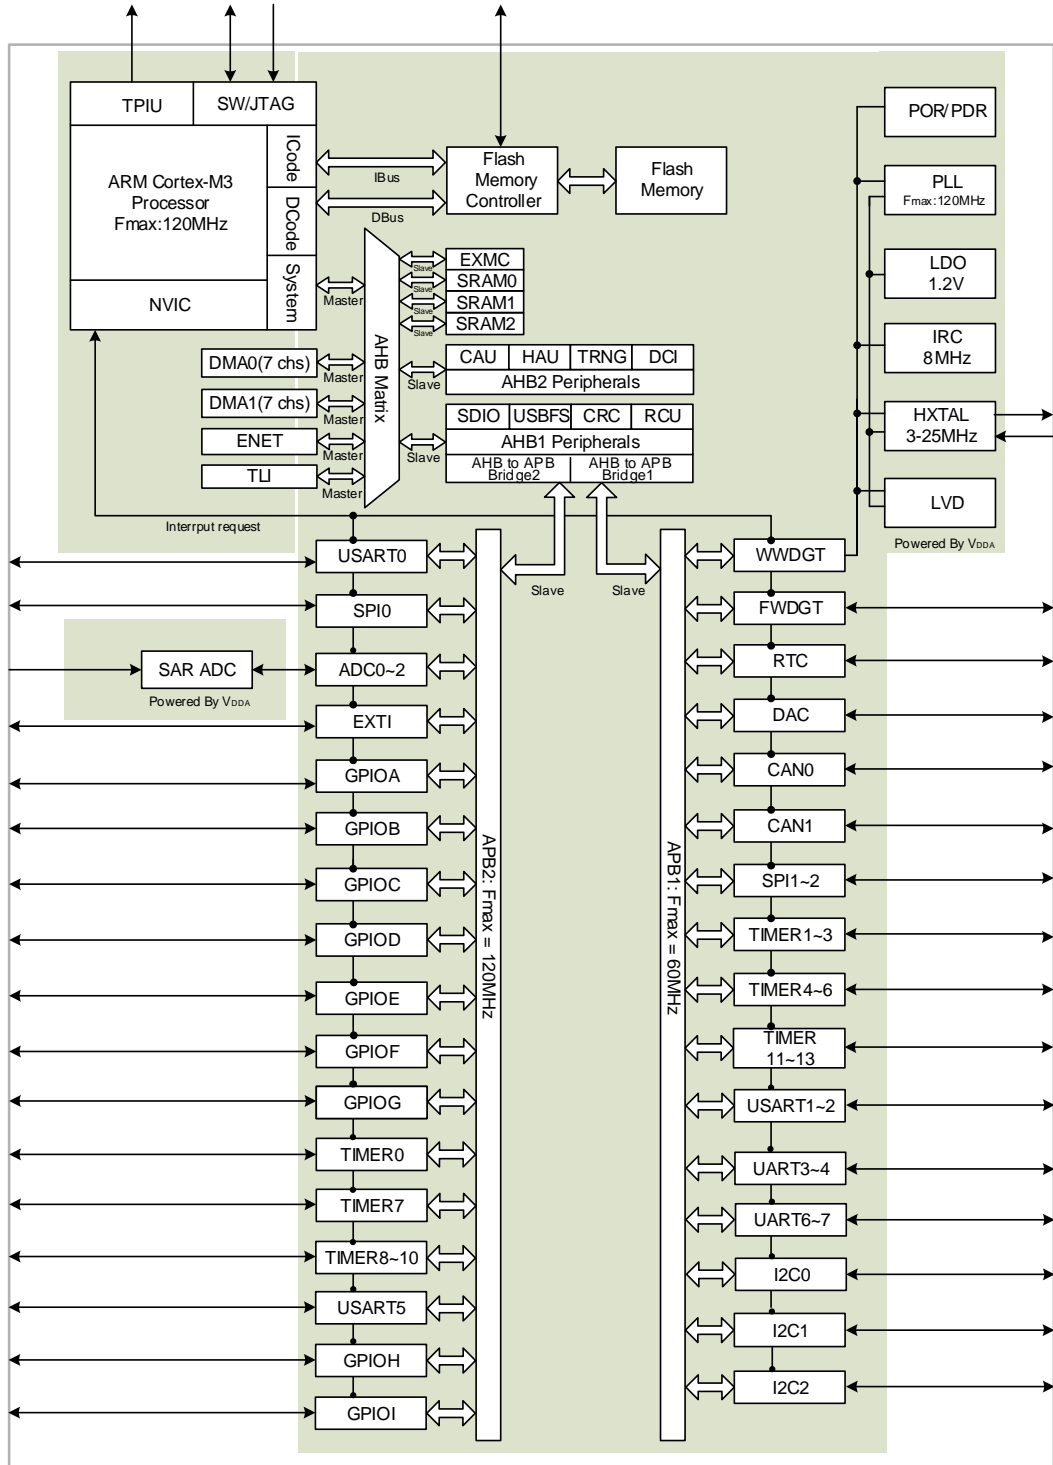 TPIU
SW/JTAG
ARM Cortex-M3
Processor
Fmax:120MHz
ICode
DCode
System
NVIC
IBus
DBus
Flash
Memory
Controller
Flash
Memory
POR/PDR
PLL
Fmax:120MHz
LDO
1.2V
IRC
8MHz
HXTAL
3-25MHz
LVD
Powered By VDDA
Master
AHB Matrix
Slave
EXMC
Slave
SRAM0
Slave
SRAM1
Slave
SRAM2
DMA0(7 chs)
Master
DMA1(7 chs)
Master
ENET
Master
TLI
Master
Slave
CAU
HAU
TRNG
DCI
AHB2 Peripherals
Slave
SDIO
USBFS
CRC
RCU
AHB1 Peripherals
AHB to APB
Bridge2
AHB to APB
Bridge1
Interrput request
Slave
Slave
USART0
SPI0
SAR ADC
Powered By VDDA
ADC0~2
EXTI
GPIOA
GPIOB
GPIOC
GPIOD
GPIOE
GPIOF
GPIOG
TIMER0
TIMER7
TIMER8~10
USART5
GPIOH
GPIOI
APB2: Fmax = 120MHz
APB1: Fmax = 60MHz
WWDGT
FWDGT
RTC
DAC
CAN0
CAN1
SPI1~2
TIMER1~3
TIMER4~6
TIMER
11~13
USART1~2
UART3~4
UART6~7
I2C0
I2C1
I2C2